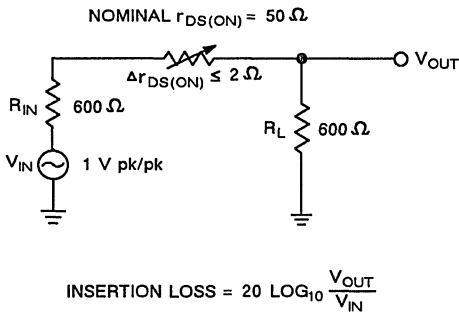 NOMINAL rDS(ON) = 50 Ω
ΔrDS(ON) ≤ 2 Ω
VOUT
RIN 600 Ω
RL 600 Ω
VIN 1 V pk/pk
INSERTION LOSS = 20 LOG10 VOUT/VIN